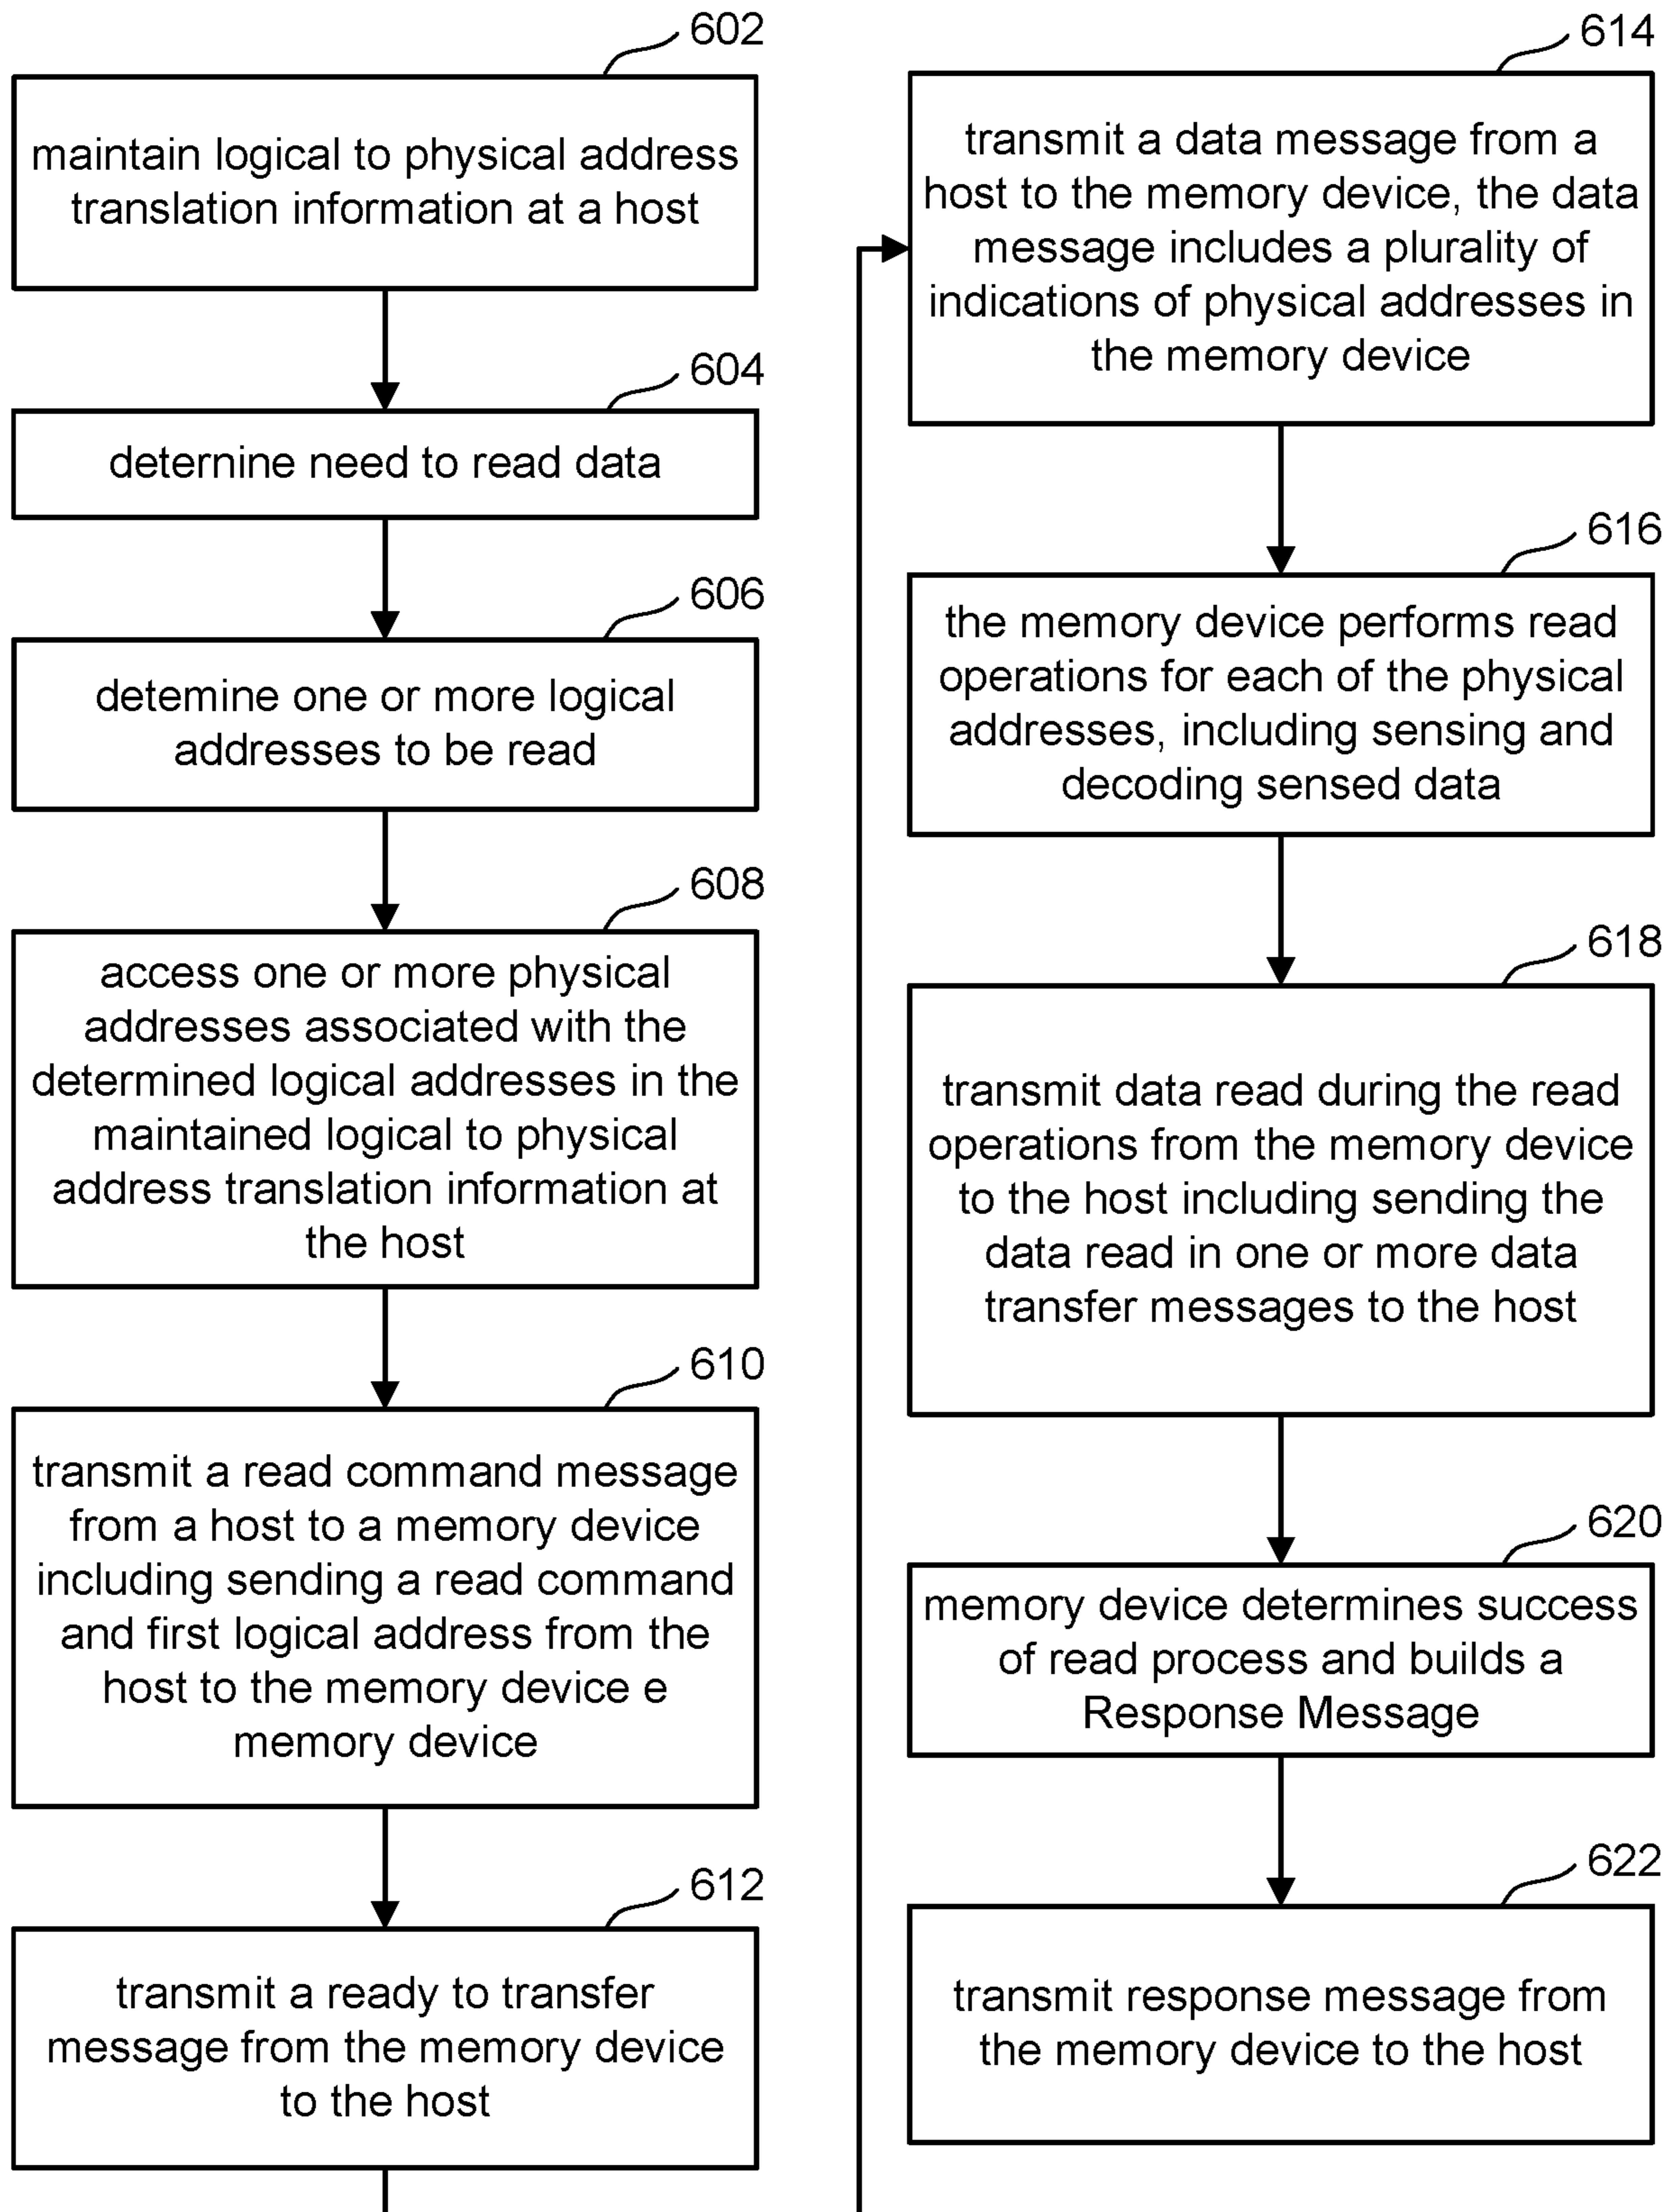 602
maintain logical to physical address
translation information at a host
604
deternine need to read data
606
detemine one or more logical
addresses to be read
608
access one or more physical
addresses associated with the
determined logical addresses in the
maintained logical to physical
address translation information at
the host
610
transmit a read command message
from a host to a memory device
including sending a read command
and first logical address from the
host to the memory device e
memory device
612
transmit a ready to transfer
message from the memory device
to the host
614
transmit a data message from a
host to the memory device, the data
message includes a plurality of
indications of physical addresses in
the memory device
616
the memory device performs read
operations for each of the physical
addresses, including sensing and
decoding sensed data
618
transmit data read during the read
operations from the memory device
to the host including sending the
data read in one or more data
transfer messages to the host
620
memory device determines success
of read process and builds a
Response Message
622
transmit response message from
the memory device to the host